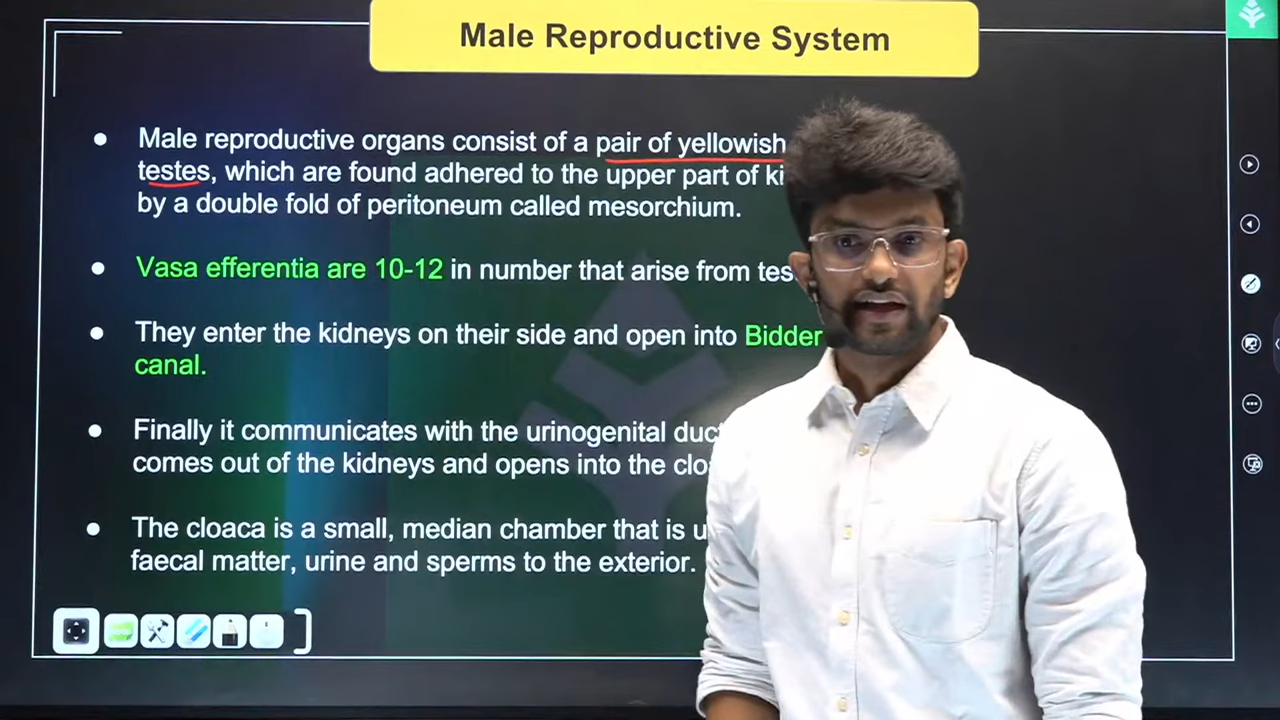 Male Reproductive System
Male reproductive organs consist of a pair of yellowish
testes, which are found adhered to the upper part of
by a double fold of peritoneum called mesorchium.
Vasa efferentia are 10-12 in number that arise from
They enter the kidneys on their side and open into Bidder
canal.
Finally it communicates with the urinogenital
comes out of the kidneys and opens into the
The cloaca is a small, median chamber that is
faecal matter, urine and sperms to the exterior.